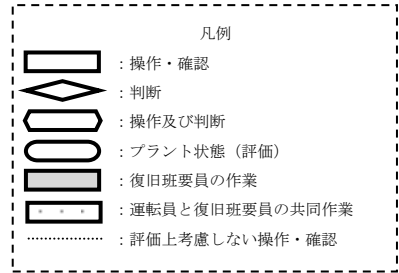 凡例
：操作・確認
：判断
：操作及び判断
：プラント状態（評価）
：復旧班要員の作業
：運転員と復旧班要員の共同作業
：評価上考慮しない操作・確認